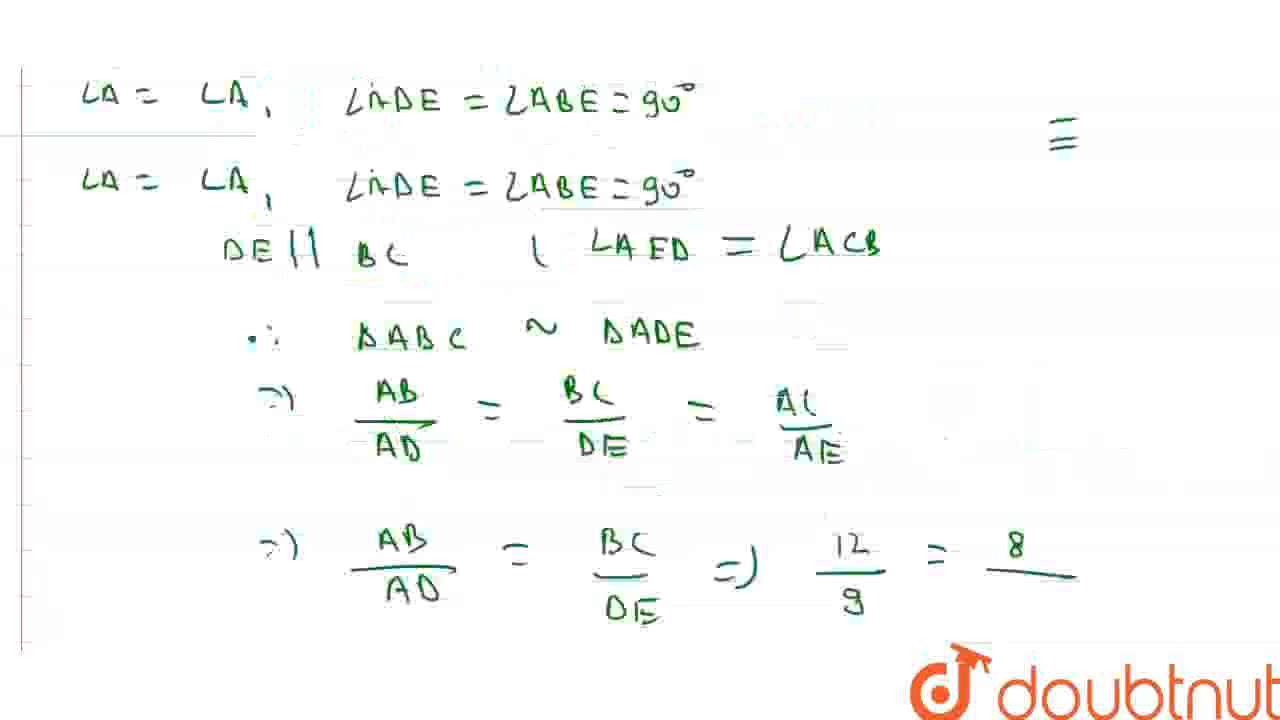 ∠A = ∠A, ∠ADE = ∠ABE = 90°
∠A = ∠A, ∠ADE = ∠ABE = 90°
DE || BC ( ∠AED = ∠ACB
∴ ΔABC ~ ΔADE
⇒ AB/AD = BC/DE = AC/AE
⇒ AB/AD = BC/DE ⇒ 12/9 = 8/
doubtnut